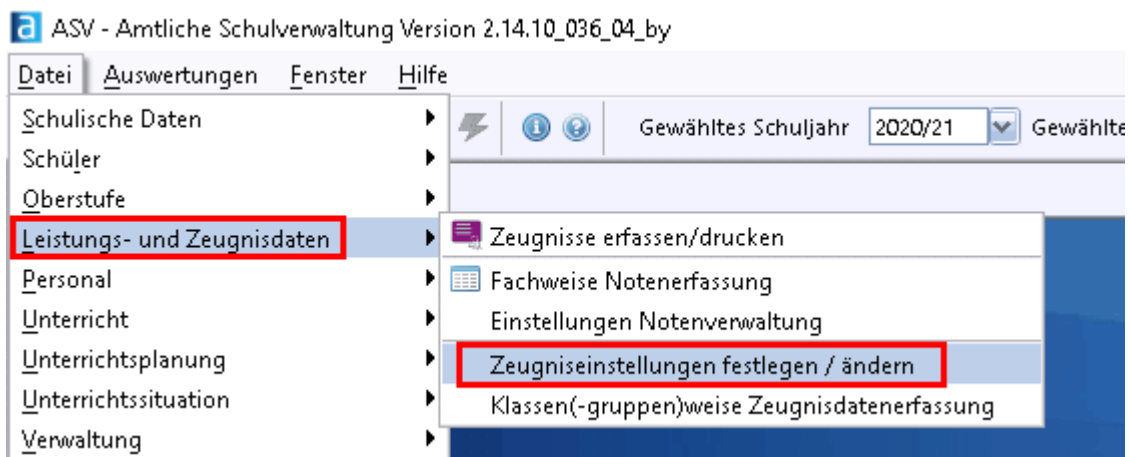 ASV - Amtliche Schulverwaltung Version 2.14.10_036_04_by
Datei Auswertungen Fenster Hilfe
Gewähltes Schuljahr 2020/21 Gewählte
Schulische Daten
Schüler
Oberstufe
Leistungs- und Zeugnisdaten
Personal
Unterricht
Unterrichtsplanung
Unterrichtssituation
Verwaltung
Zeugnisse erfassen/drucken
Fachweise Notenerfassung
Einstellungen Notenverwaltung
Zeugniseinstellungen festlegen / ändern
Klassen(-gruppen)weise Zeugnisdatenerfassung